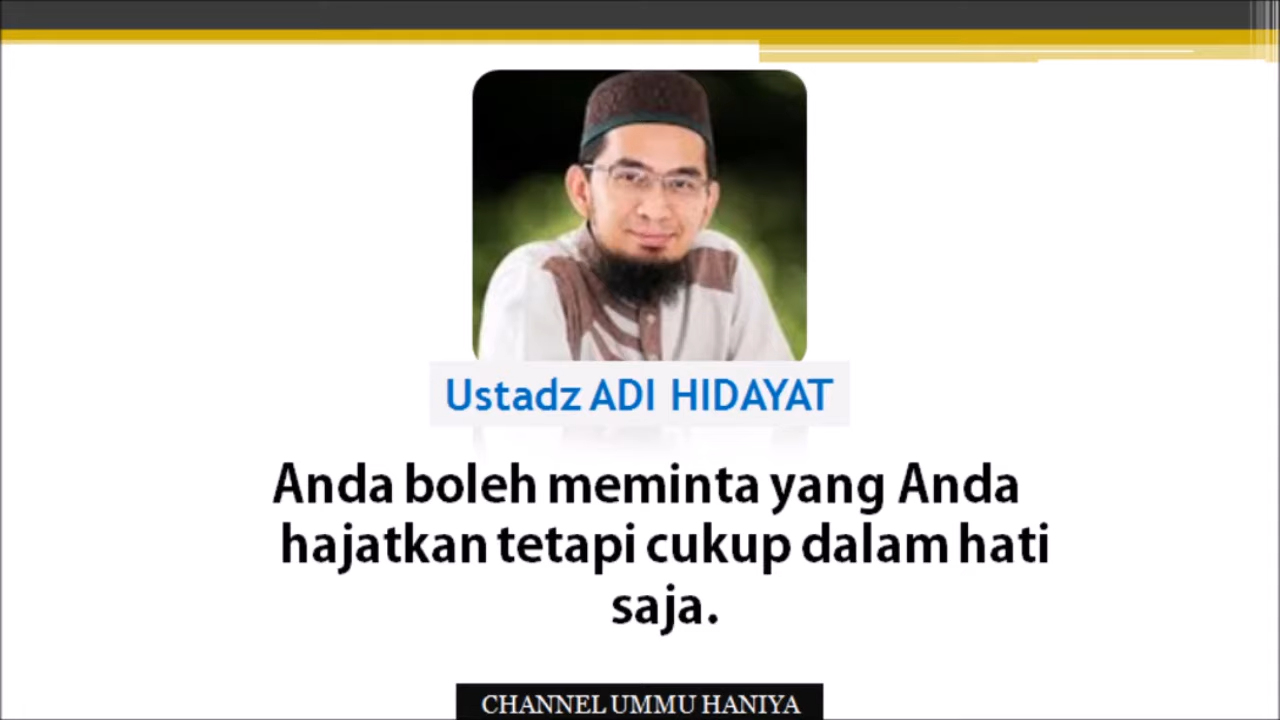 Ustadz ADI HIDAYAT
Anda boleh meminta yang Anda
hajatkan tetapi cukup dalam hati
saja.
CHANNEL UMMU HANIYA